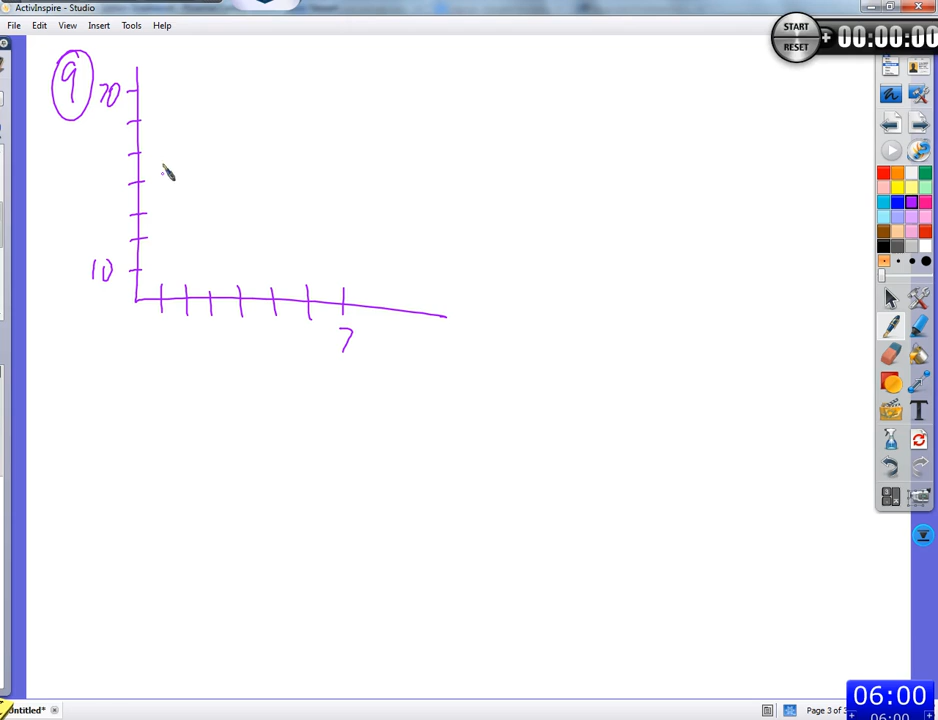 ActivInspire - Studio
File Edit View Insert Tools Help
START
RESET
00:00:00
9
70
10
7
06:00
Untitled*
Page 3 of 3